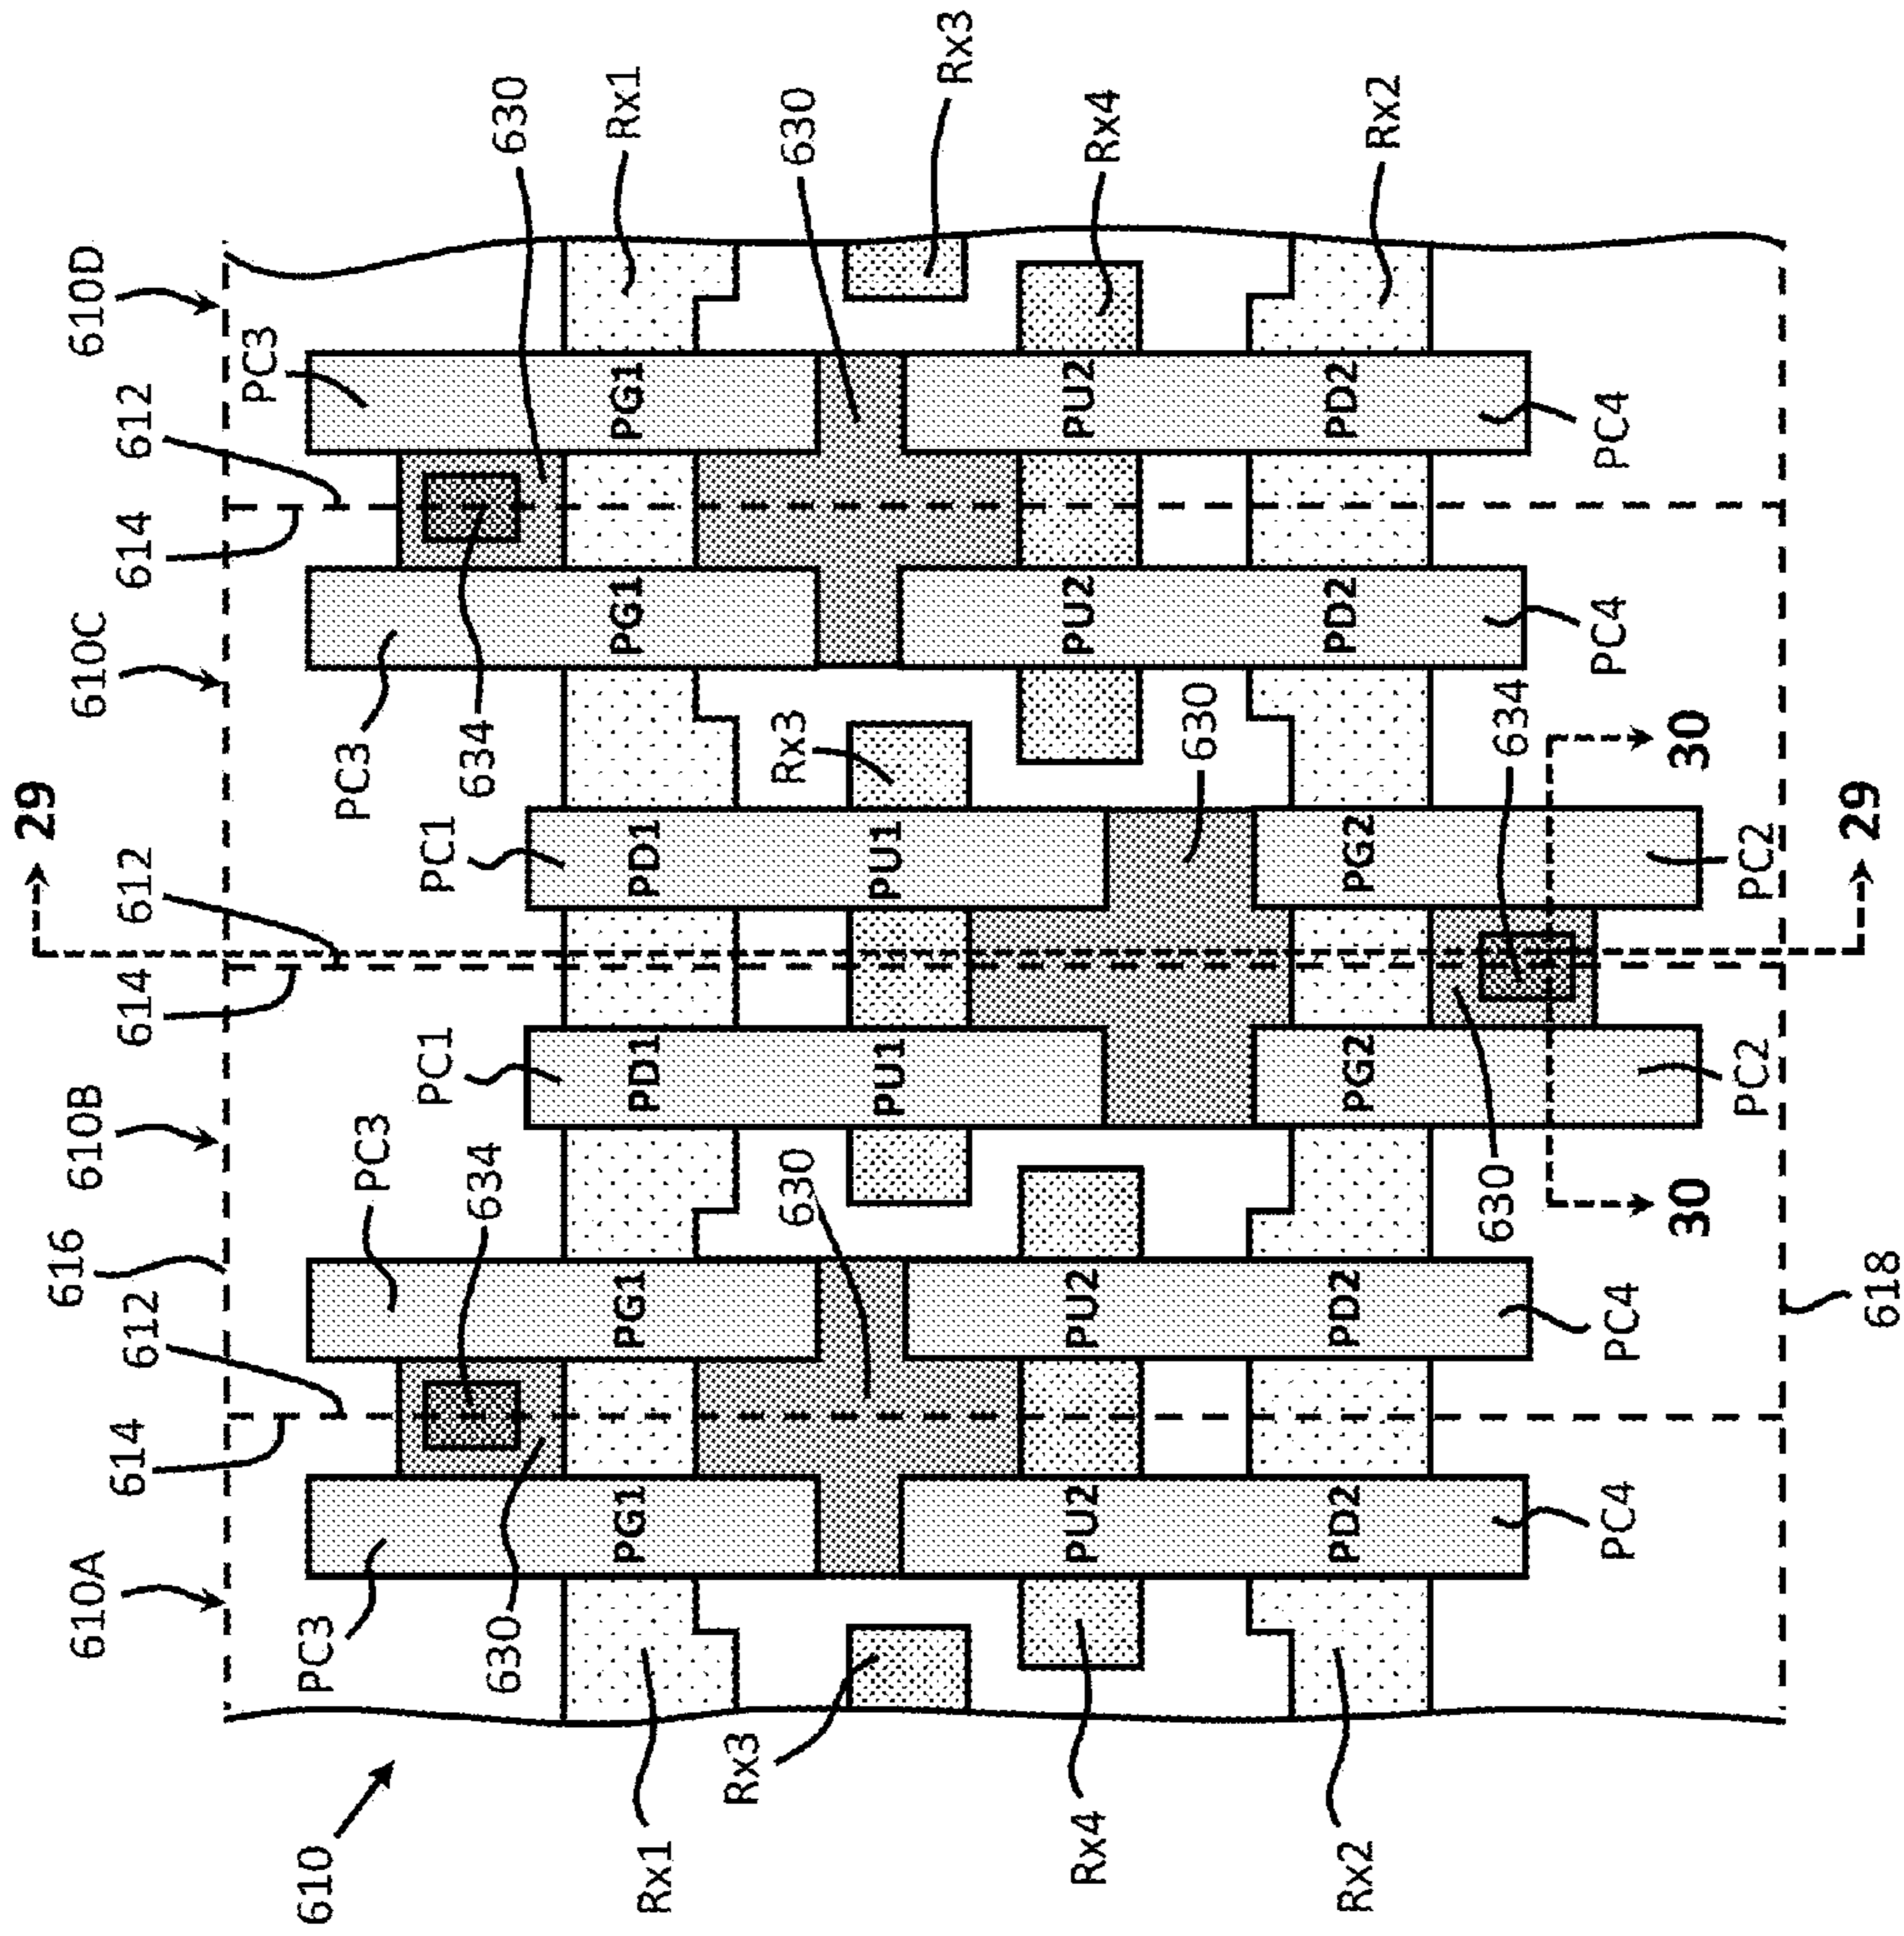 29
616
610A
610B
610C
610D
614
612
614
612
614
612
PC3
610
PC3
PC3
PC3
PC1
PC1
634
634
630
630
Rx1
PG1
PG1
PD1
PD1
PG1
PG1
Rx1
Rx3
630
Rx3
630
PU1
PU1
Rx3
Rx4
PU2
PU2
PU2
PU2
Rx4
Rx2
PD2
PD2
PG2
PG2
PD2
PD2
Rx2
630
634
PC4
PC4
PC4
PC4
30
30
PC2
PC2
618
29